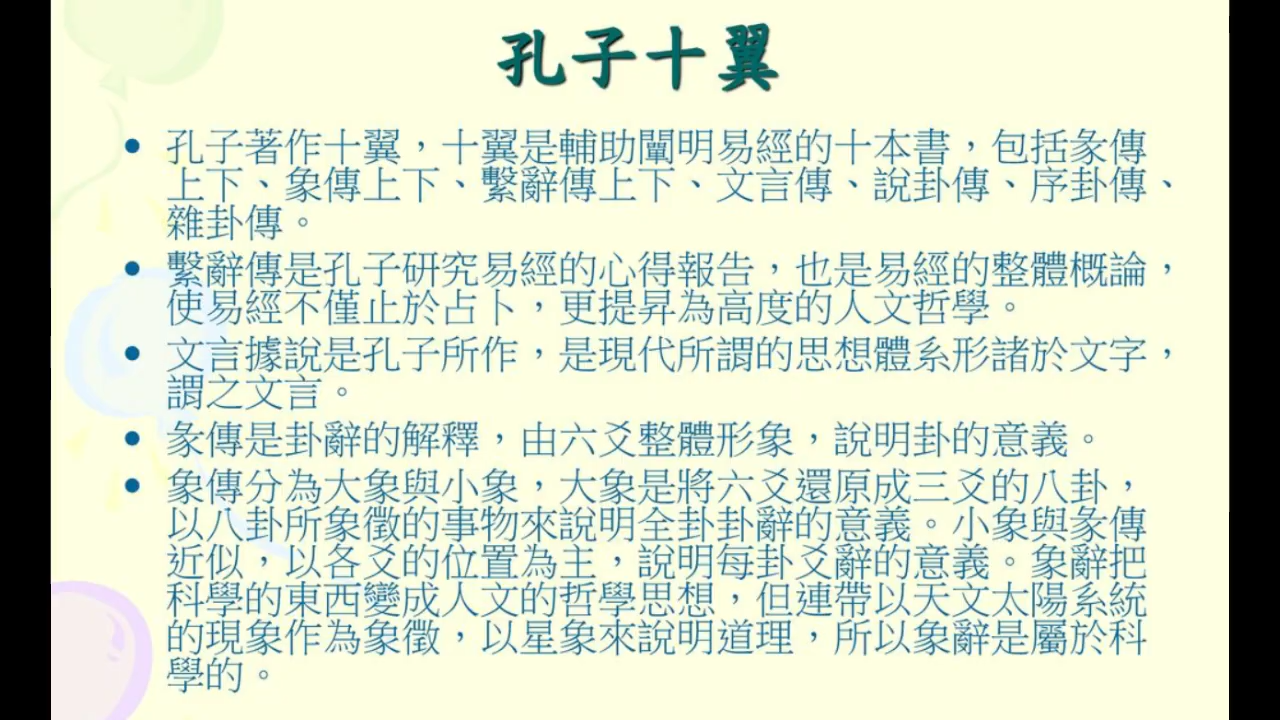 孔子十翼
• 孔子著作十翼，十翼是輔助闡明易經的十本書，包括彖傳
上下、象傳上下、繫辭傳上下、文言傳、說卦傳、序卦傳、
雜卦傳。
• 繫辭傳是孔子研究易經的心得報告，也是易經的整體概論，
使易經不僅止於占卜，更提昇為高度的人文哲學。
• 文言據說是孔子所作，是現代所謂的思想體系形諸於文字，
謂之文言。
• 彖傳是卦辭的解釋，由六爻整體形象，說明卦的意義。
• 象傳分為大象與小象，大象是將六爻還原成三爻的八卦，
以八卦所象徵的事物來說明全卦卦辭的意義。小象與彖傳
近似，以各爻的位置為主，說明每卦爻辭的意義。象辭把
科學的東西變成人文的哲學思想，但連帶以天文太陽系統
的現象作為象徵，以星象來說明道理，所以象辭是屬於科
學的。